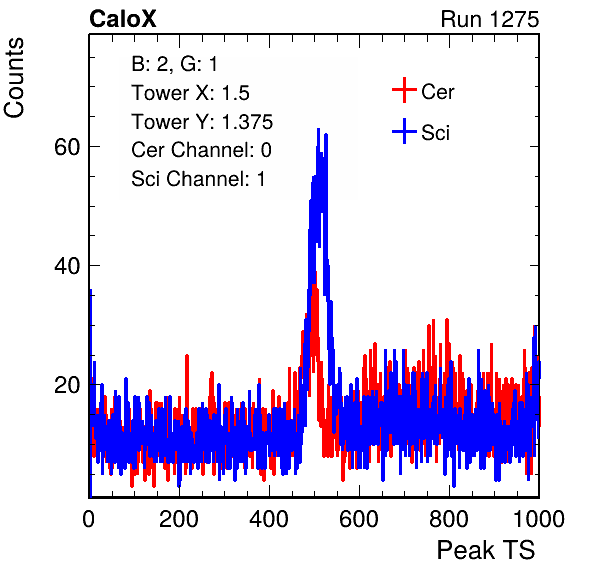 CaloX Run 1275
Counts
B: 2, G: 1
Tower X: 1.5
Tower Y: 1.375
Cer Channel: 0
Sci Channel: 1
Cer
Sci
60
40
20
0 200 400 600 800 1000
Peak TS